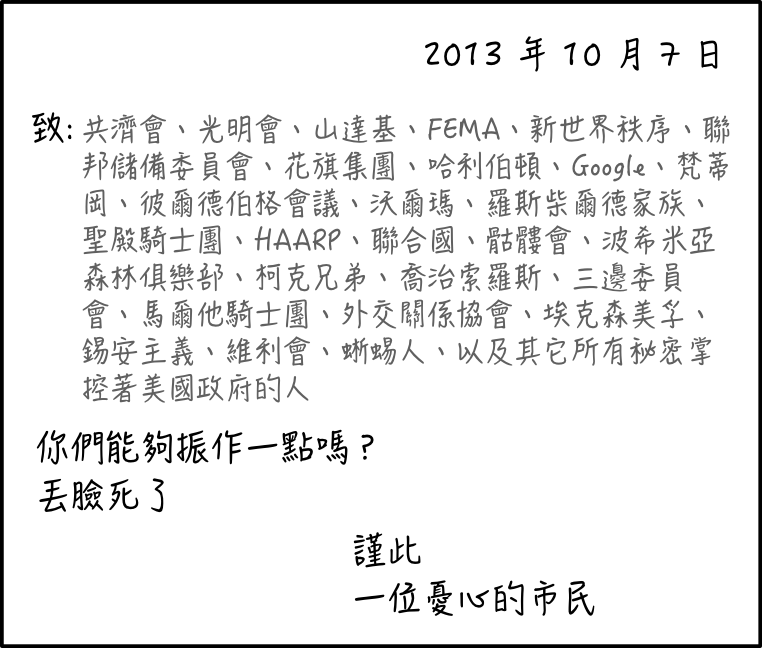 2013 年 10 月 7 日
致: 共濟會、光明會、山達基、FEMA、新世界秩序、聯
邦儲備委員會、花旗集團、哈利伯頓、Google、梵蒂
岡、彼爾德伯格會議、沃爾瑪、羅斯柴爾德家族、
聖殿騎士團、HAARP、聯合國、骷髏會、波希米亞
森林俱樂部、柯克兄弟、喬治索羅斯、三邊委員
會、馬爾他騎士團、外交關係協會、埃克森美孚、
錫安主義、維利會、蜥蜴人、以及其它所有秘密掌
控著美國政府的人
你們能夠振作一點嗎？
丟臉死了
謹此
一位憂心的市民